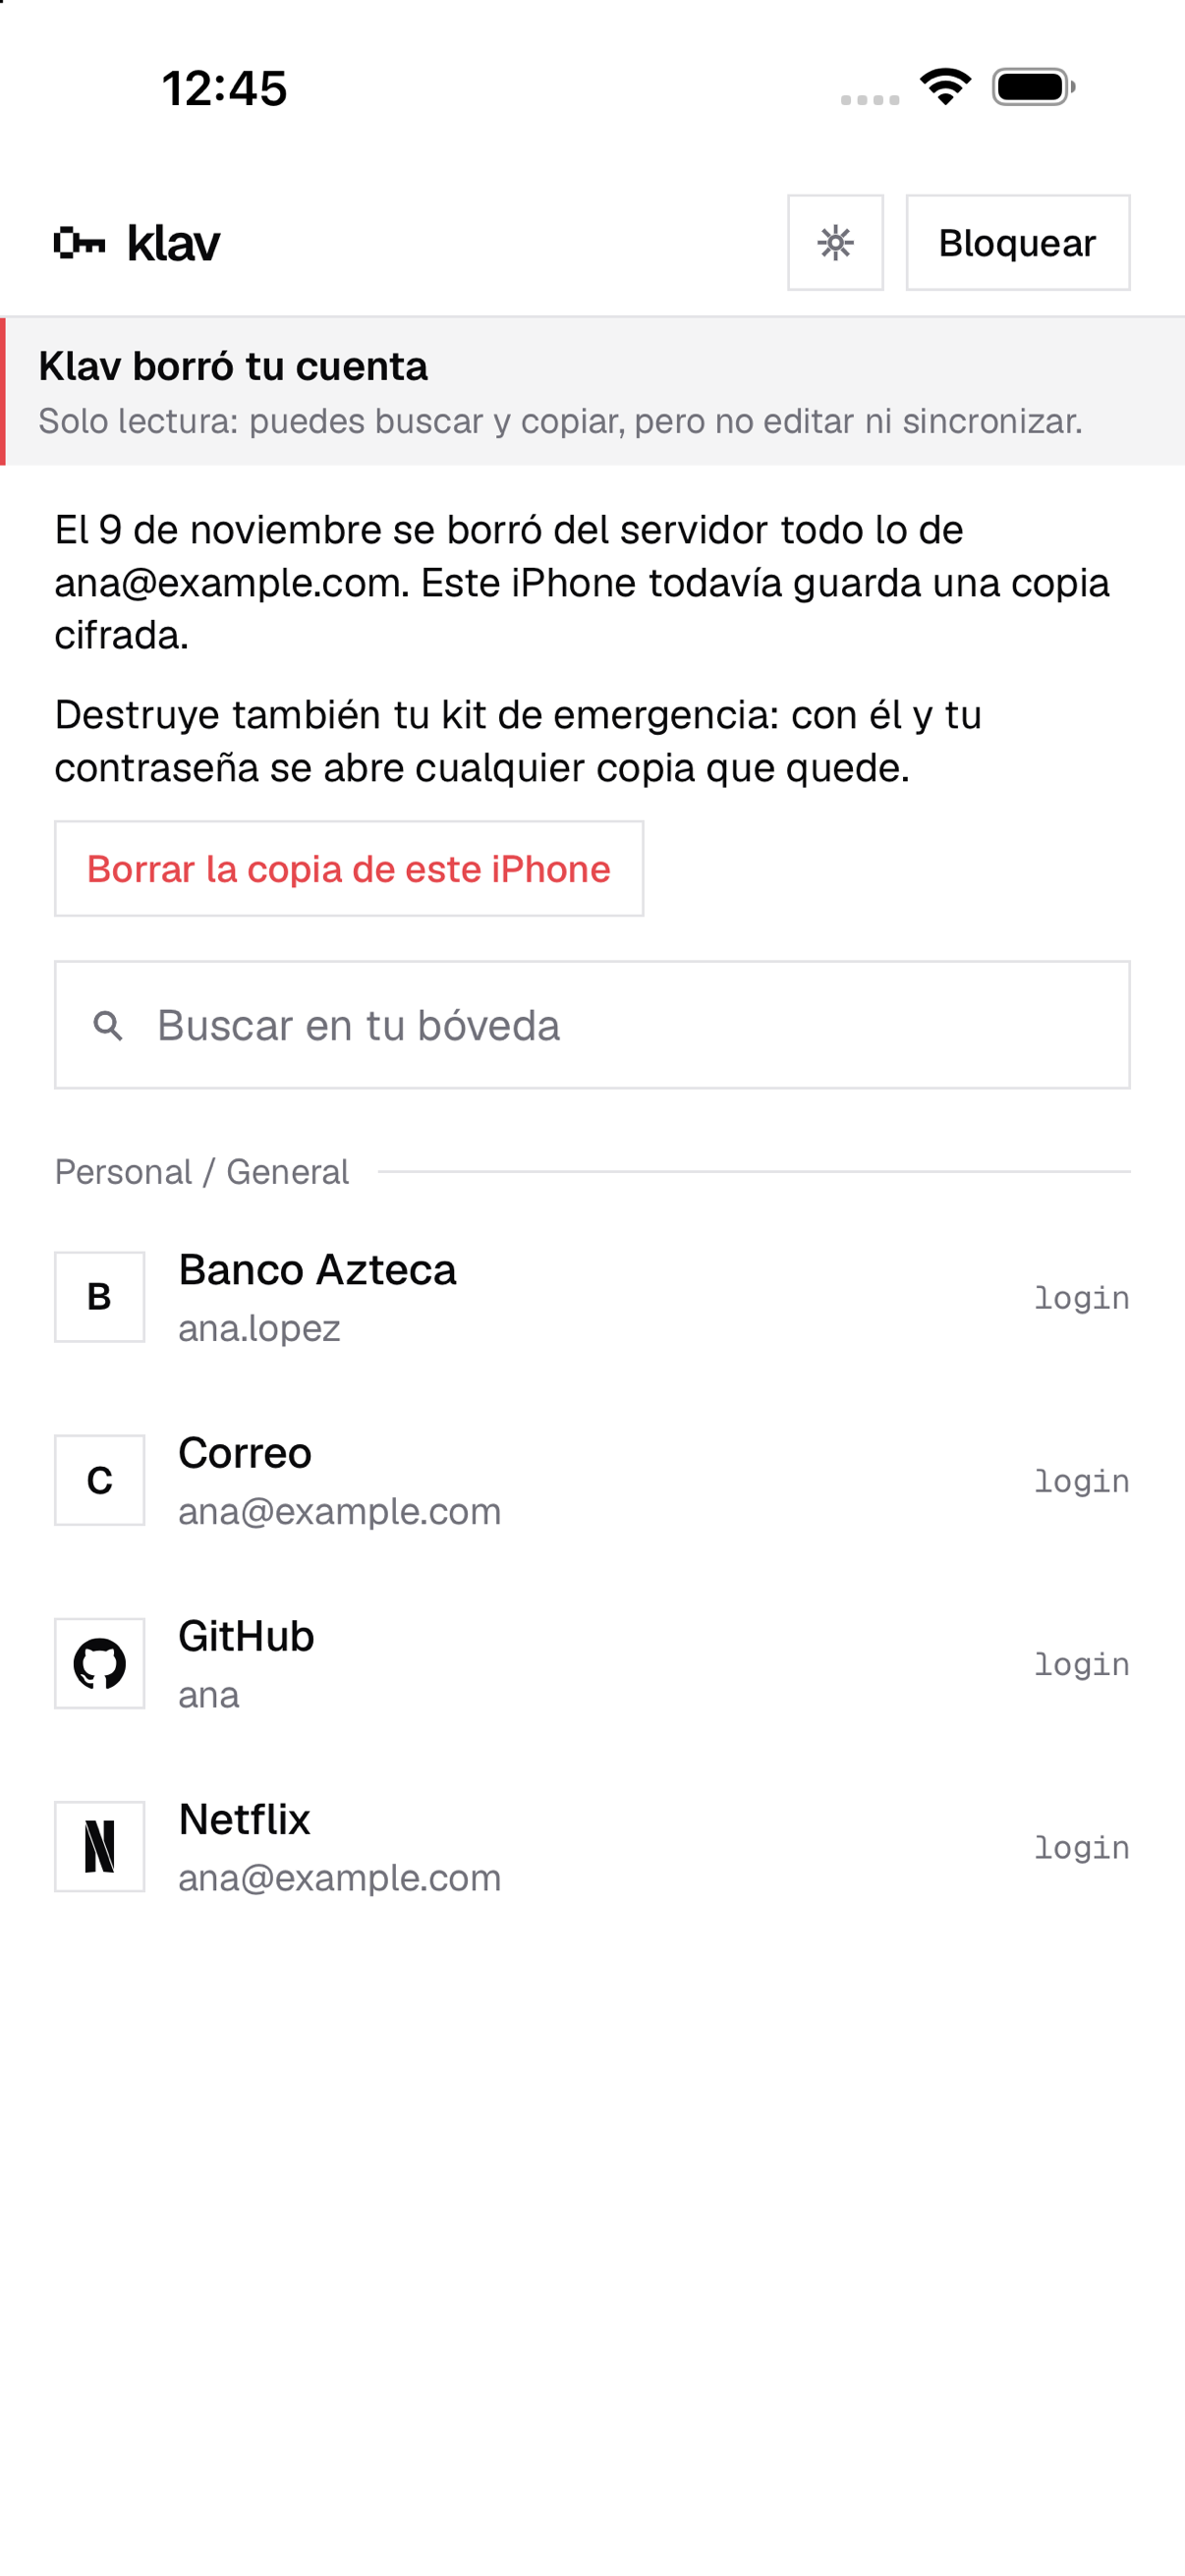 12:45
klav
Bloquear
Klav borró tu cuenta
Solo lectura: puedes buscar y copiar, pero no editar ni sincronizar.
El 9 de noviembre se borró del servidor todo lo de
ana@example.com. Este iPhone todavía guarda una copia
cifrada.
Destruye también tu kit de emergencia: con él y tu
contraseña se abre cualquier copia que quede.
Borrar la copia de este iPhone
Buscar en tu bóveda
Personal / General
B
Banco Azteca
ana.lopez
login
C
Correo
ana@example.com
login
GitHub
ana
login
N
Netflix
ana@example.com
login